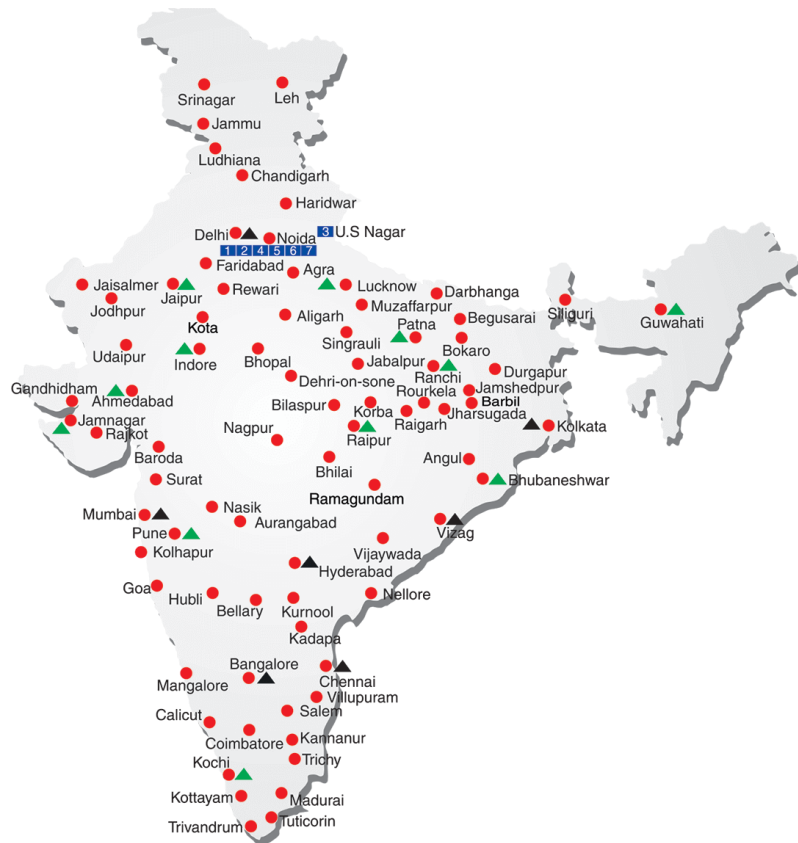 Srinagar
Leh
Jammu
Ludhiana
Chandigarh
Haridwar
Delhi
Noida
3 U.S Nagar
1 2 4 5 6 7
Faridabad
Agra
Jaisalmer
Jaipur
Rewari
Lucknow
Darbhanga
Jodhpur
Muzaffarpur
Siliguri
Guwahati
Kota
Aligarh
Patna
Begusarai
Udaipur
Indore
Bhopal
Singrauli
Jabalpur
Bokaro
Ranchi
Durgapur
Gandhidham
Ahmedabad
Dehri-on-sone
Rourkela
Jamshedpur
Jamnagar
Rajkot
Bilaspur
Korba
Raigarh
Jharsugada
Barbil
Kolkata
Nagpur
Raipur
Baroda
Bhilai
Angul
Surat
Bhubaneshwar
Ramagundam
Mumbai
Nasik
Aurangabad
Vizag
Pune
Kolhapur
Vijaywada
Hyderabad
Goa
Hubli
Bellary
Kurnool
Nellore
Kadapa
Bangalore
Mangalore
Chennai
Villupuram
Calicut
Salem
Coimbatore
Kannanur
Kochi
Trichy
Kottayam
Madurai
Trivandrum
Tuticorin